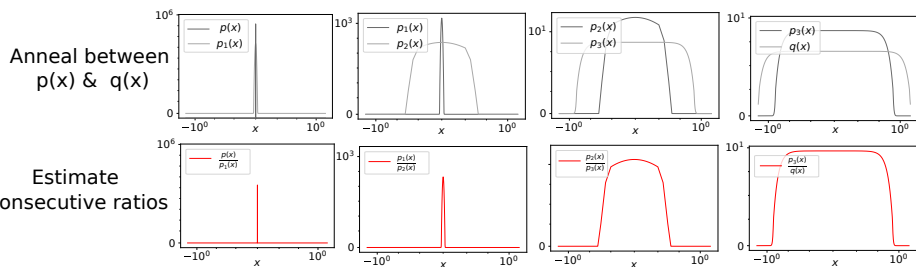 Anneal between
p(x) & q(x)
10^6
0
p(x)
p_1(x)
-10^0
x
10^0
10^3
0
p_1(x)
p_2(x)
-10^0
x
10^0
10^1
0
p_2(x)
p_3(x)
-10^0
x
10^0
10^1
0
p_3(x)
q(x)
-10^0
x
10^0
Estimate
onsecutive ratios
10^6
0
p(x)/p_1(x)
-10^0
x
10^0
10^3
0
p_1(x)/p_2(x)
-10^0
x
10^0
0
p_2(x)/p_3(x)
-10^0
x
10^0
10^1
0
p_3(x)/q(x)
-10^0
x
10^0